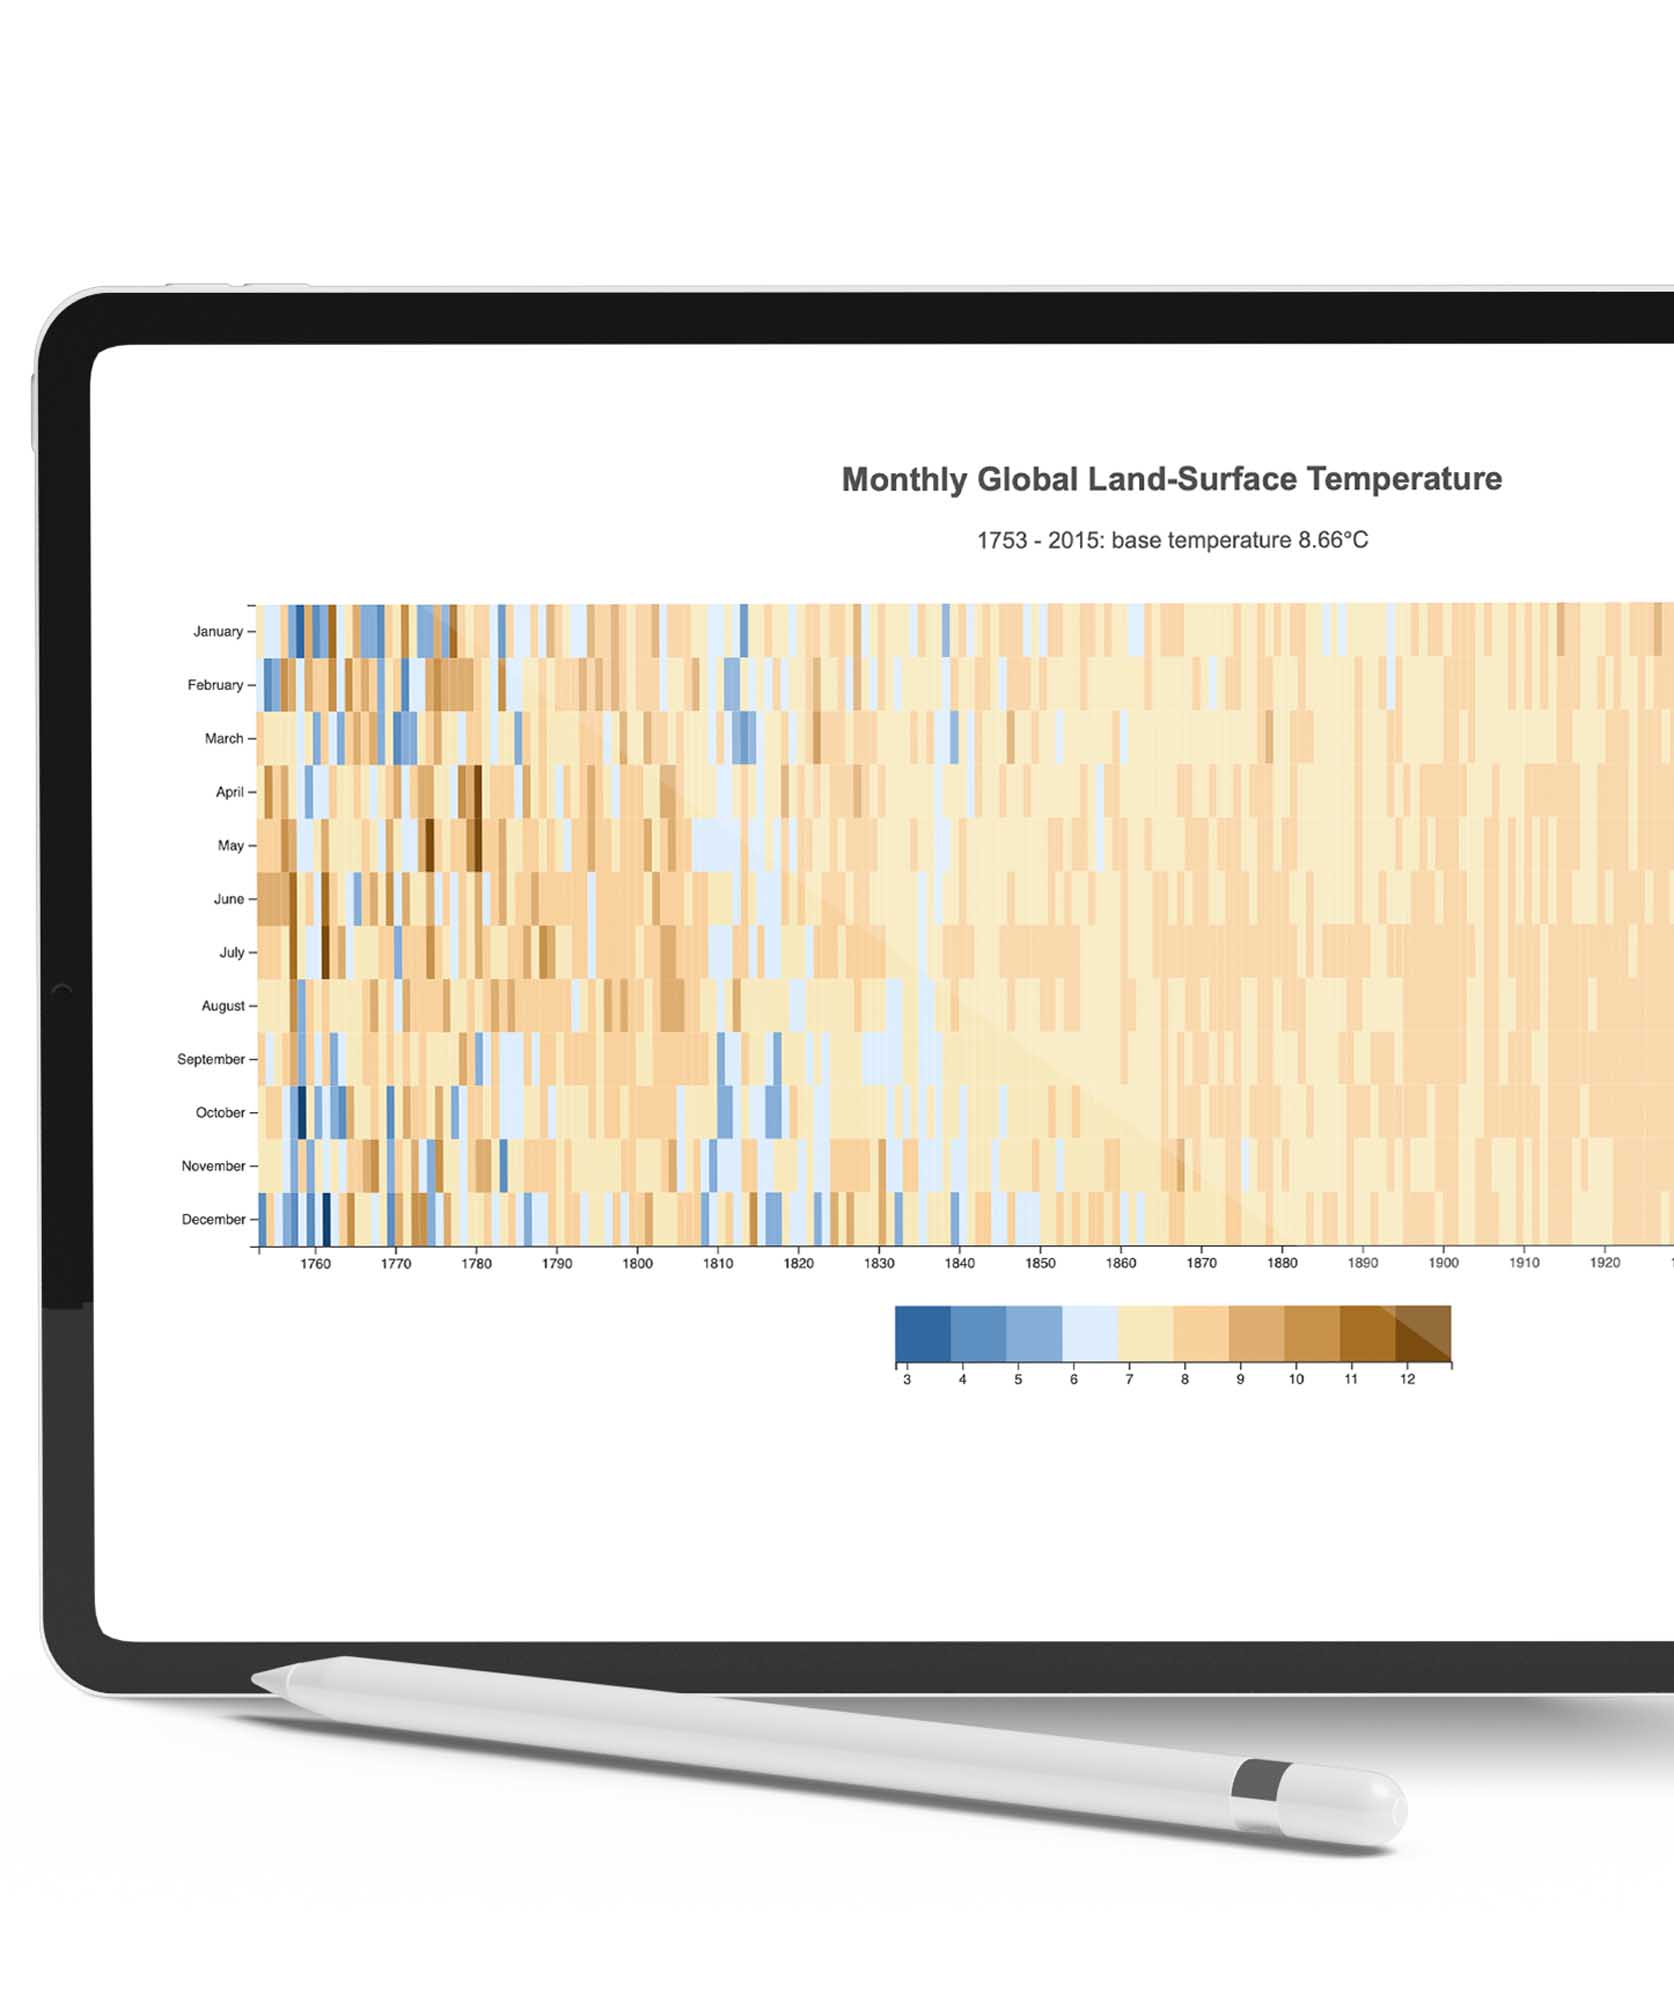 Monthly Global Land-Surface Temperature
1753 - 2015: base temperature 8.66°C
January
February
March
April
May
June
July
August
September
October
November
December
1760 1770 1780 1790 1800 1810 1820 1830 1840 1850 1860 1870 1880 1890 1900 1910 1920
3 4 5 6 7 8 9 10 11 12